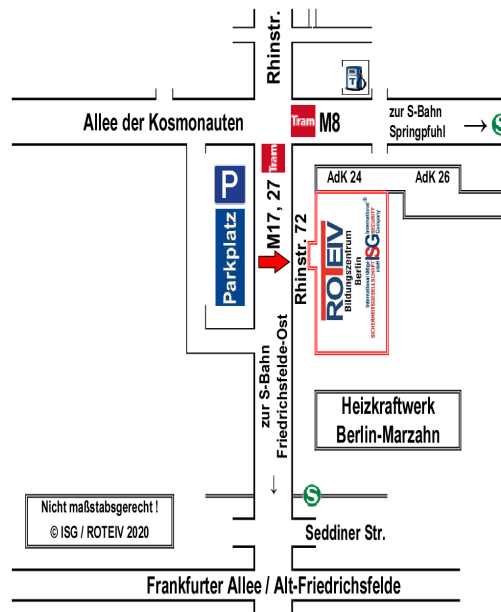 Rhinstr.
Allee der Kosmonauten
Tram
M8
zur S-Bahn
Springpfuhl
S
Tram
M17, 27
P
Parkplatz
AdK 24
AdK 26
Rhinstr. 72
ROTEIV
Bildungszentrum
Berlin
ISG
SICHERHEITSGESELLSCHAFT
mbH
zur S-Bahn
Friedrichsfelde-Ost
Heizkraftwerk
Berlin-Marzahn
S
Nicht maßstabsgerecht !
© ISG / ROTEIV 2020
Seddiner Str.
Frankfurter Allee / Alt-Friedrichsfelde